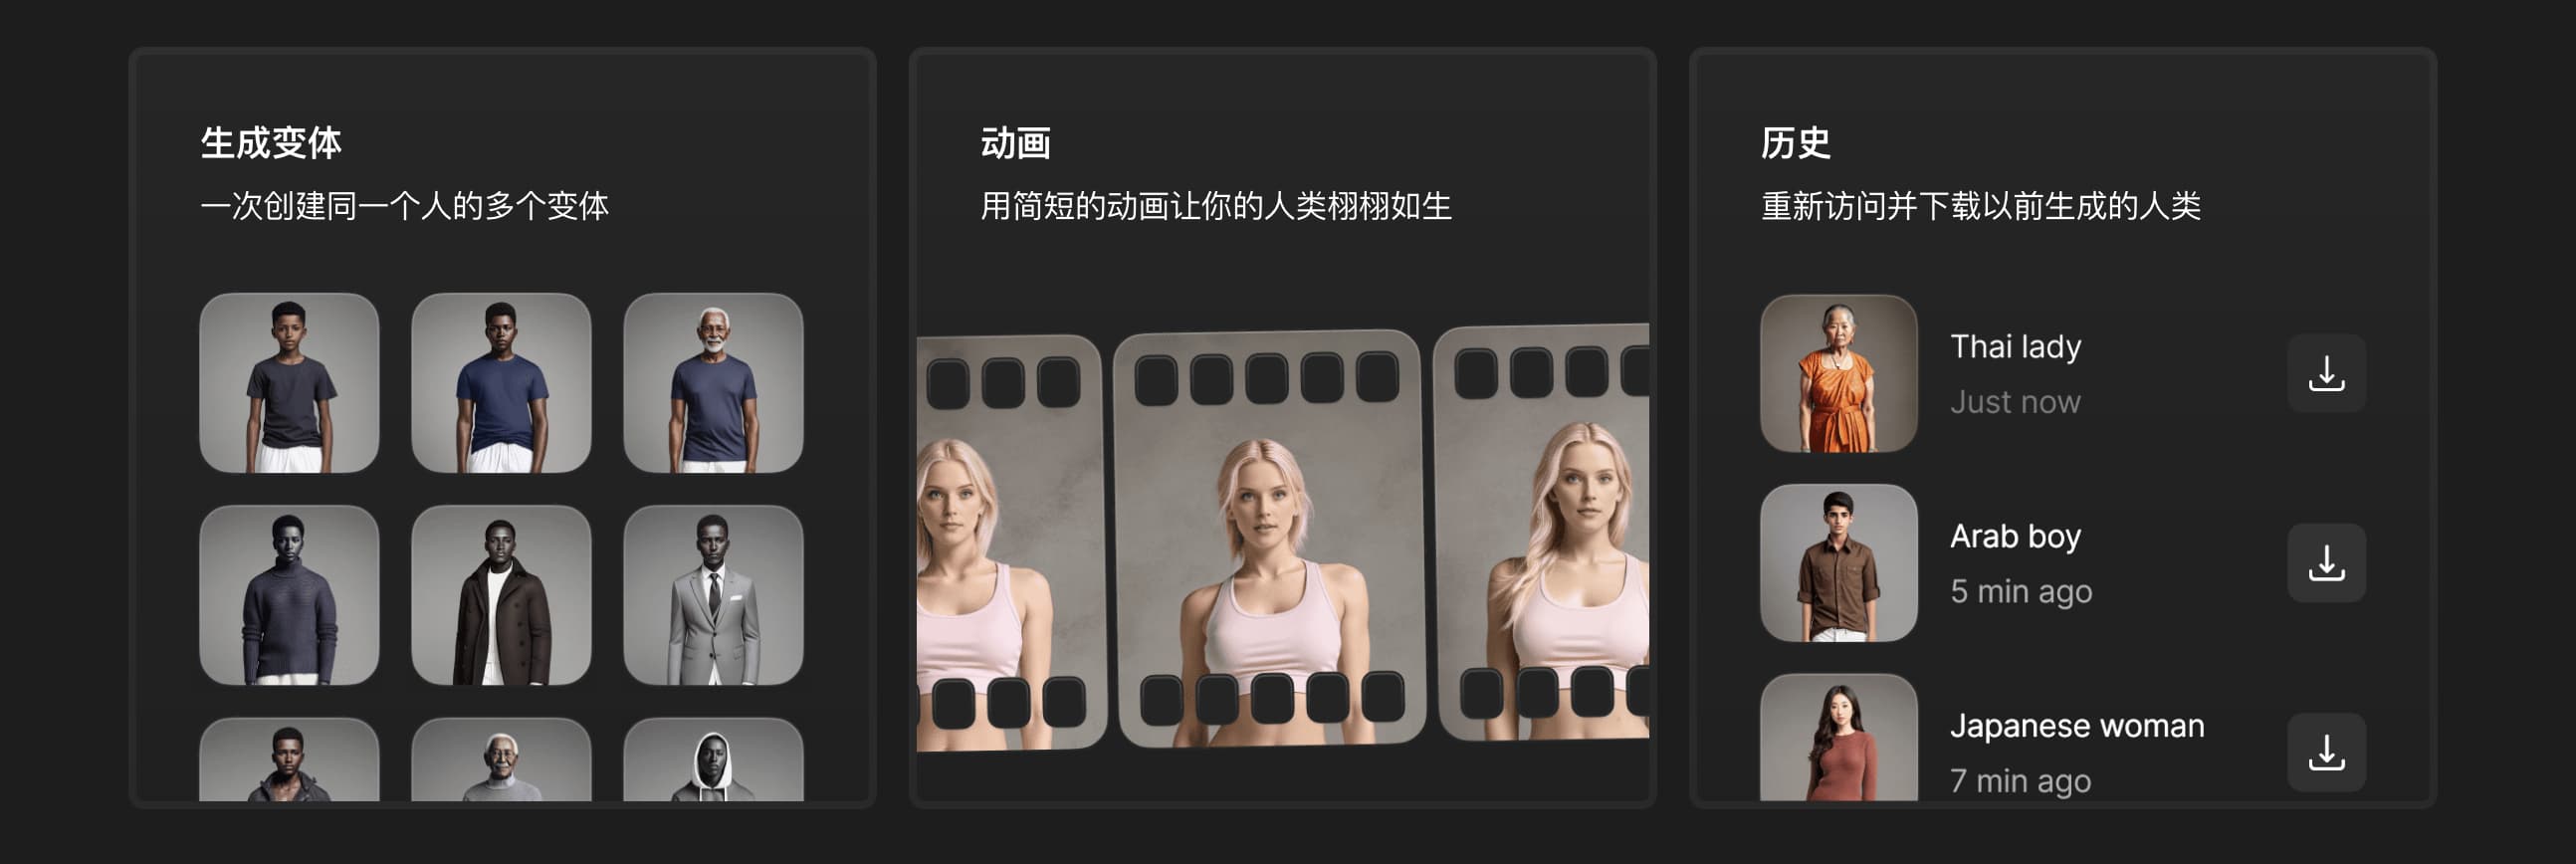 生成变体
一次创建同一个人的多个变体
动画
用简短的动画让你的人类栩栩如生
历史
重新访问并下载以前生成的人类
Thai lady
Just now
Arab boy
5 min ago
Japanese woman
7 min ago